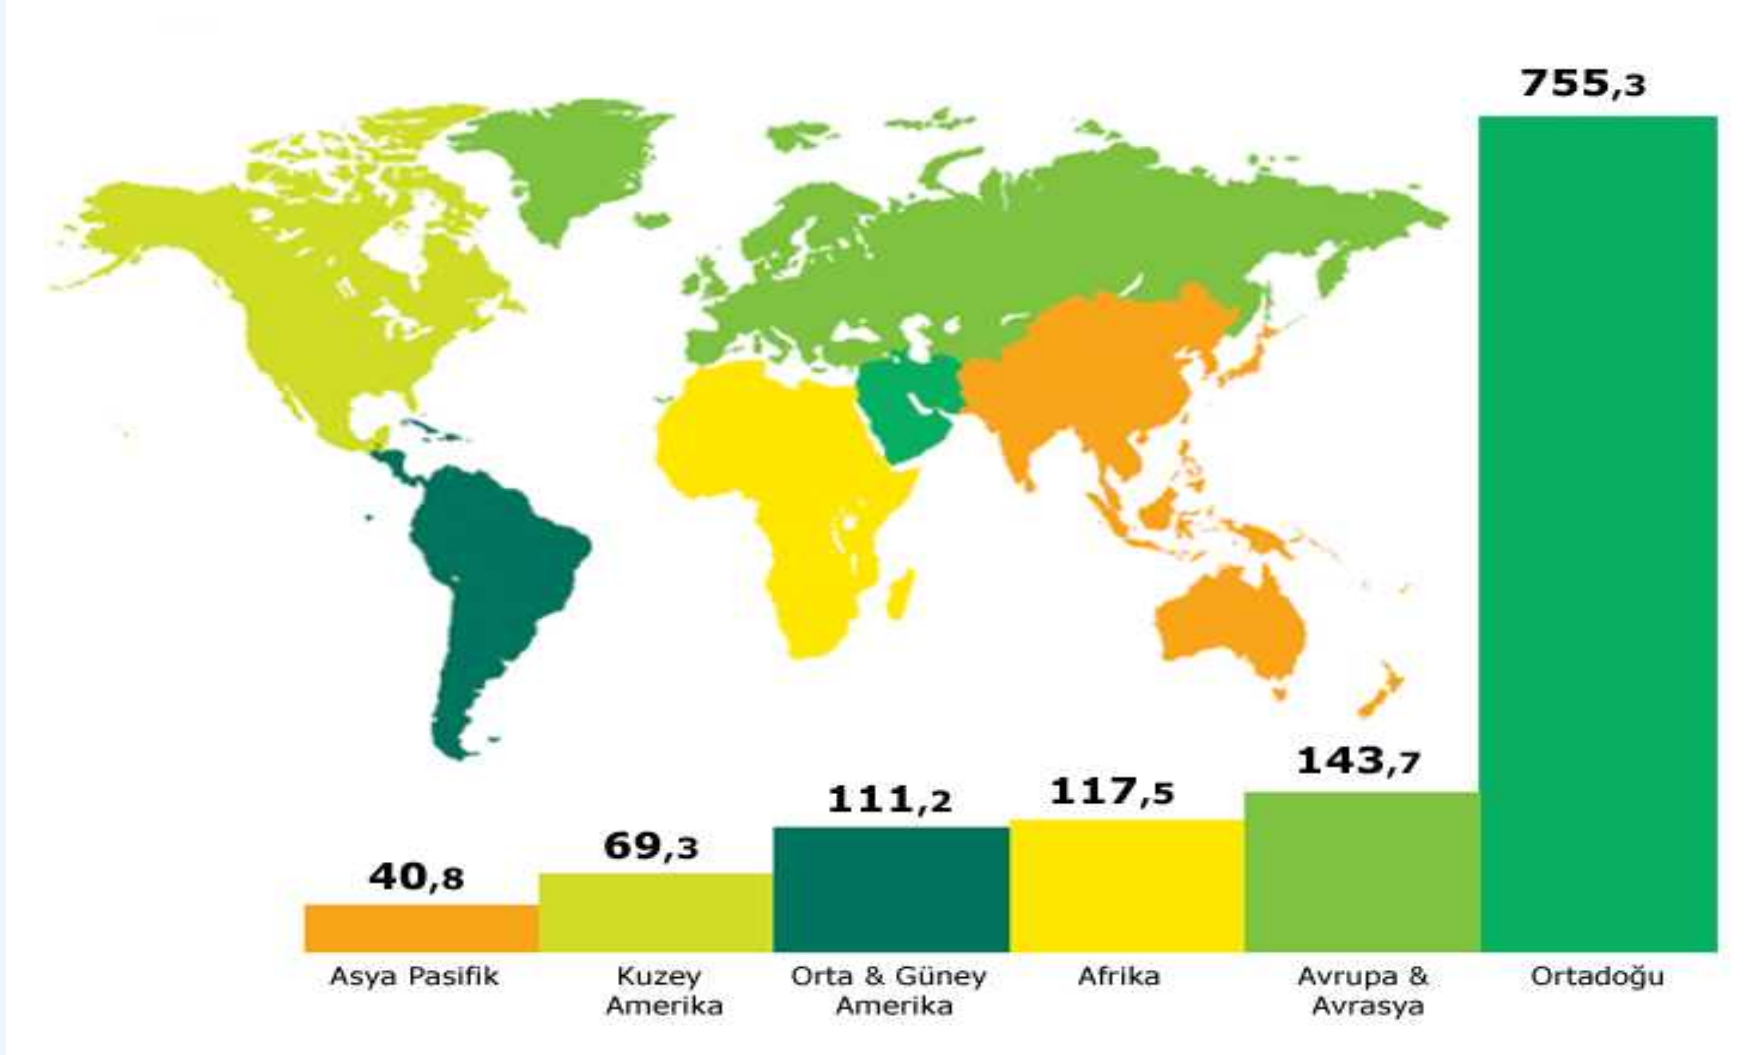 755,3
143,7
117,5
111,2
69,3
40,8
Asya Pasifik
Kuzey
Amerika
Orta & Güney
Amerika
Afrika
Avrupa &
Avrasya
Ortadoğu